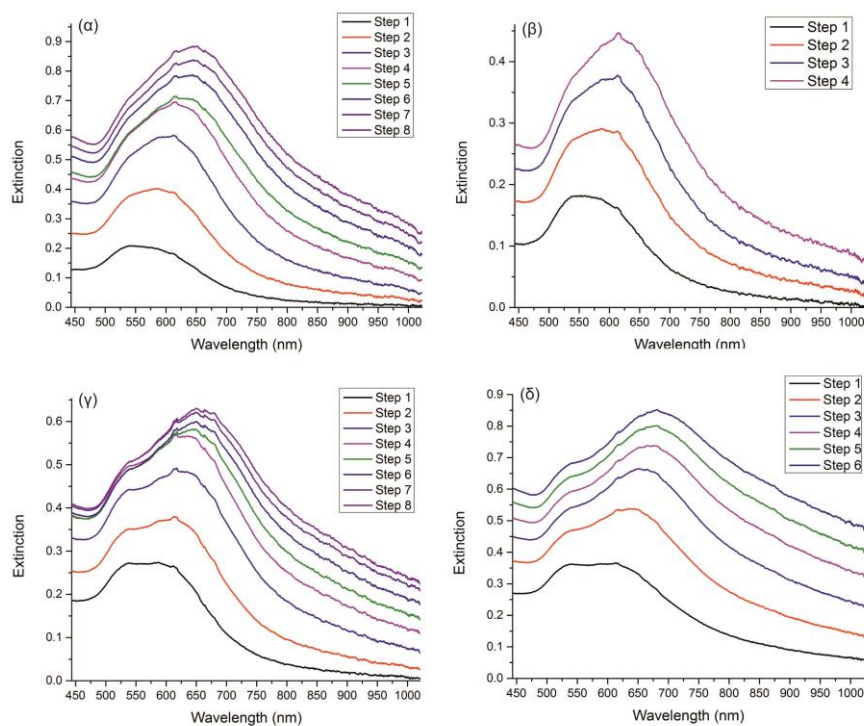 (α)
Step 1
Step 2
Step 3
Step 4
Step 5
Step 6
Step 7
Step 8
0.9
0.8
0.7
0.6
0.5
0.4
0.3
0.2
0.1
0.0
Extinction
450 500 550 600 650 700 750 800 850 900 950 1000
Wavelength (nm)
(β)
Step 1
Step 2
Step 3
Step 4
0.4
0.3
0.2
0.1
0.0
Extinction
450 500 550 600 650 700 750 800 850 900 950 1000
Wavelength (nm)
(γ)
Step 1
Step 2
Step 3
Step 4
Step 5
Step 6
Step 7
Step 8
0.6
0.5
0.4
0.3
0.2
0.1
0.0
Extinction
450 500 550 600 650 700 750 800 850 900 950 1000
Wavelength (nm)
(δ)
Step 1
Step 2
Step 3
Step 4
Step 5
Step 6
0.9
0.8
0.7
0.6
0.5
0.4
0.3
0.2
0.1
0.0
Extinction
450 500 550 600 650 700 750 800 850 900 950 1000
Wavelength (nm)